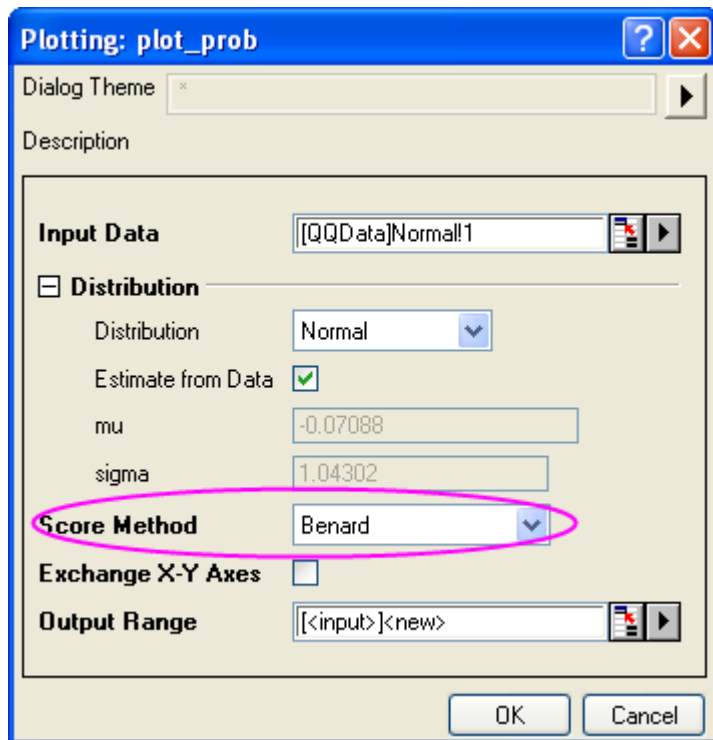 Plotting: plot_prob
Dialog Theme *
Description
Input Data [QQData]Normal!1
Distribution
Distribution Normal
Estimate from Data
mu -0.07088
sigma 1.04302
Score Method Benard
Exchange X-Y Axes
Output Range [<input>]<new>
OK Cancel